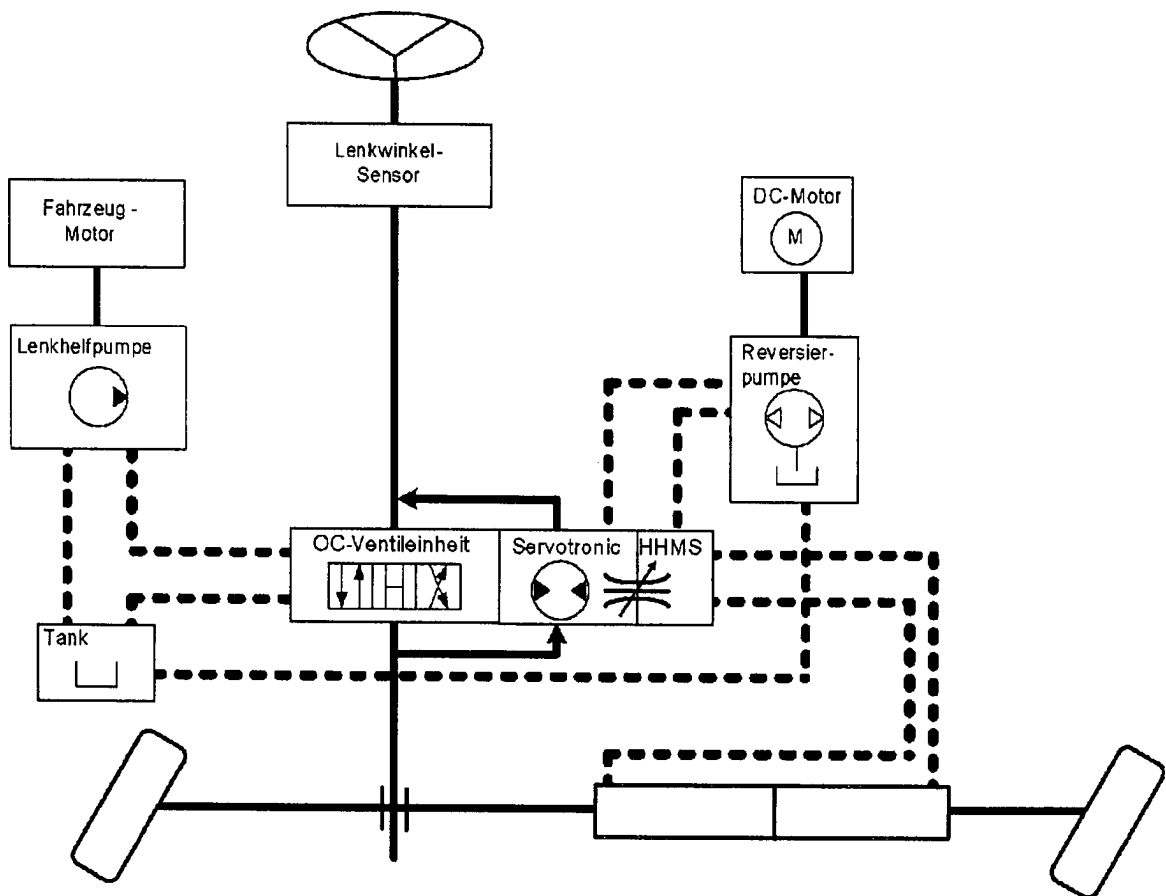 Lenkwinkel-
Sensor
Fahrzeug -
Motor
DC-Motor
M
Lenkhelfpumpe
Reversier-
pumpe
OC-Ventileinheit
Servotronic
HHMS
Tank